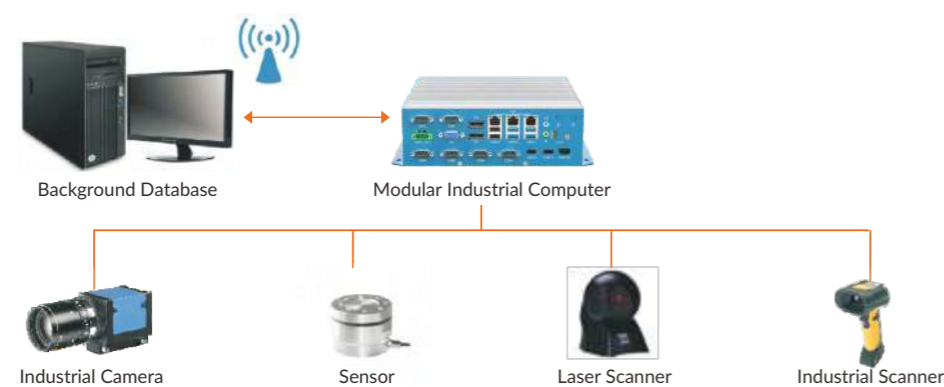 Background Database
Modular Industrial Computer
Industrial Camera
Sensor
Laser Scanner
Industrial Scanner